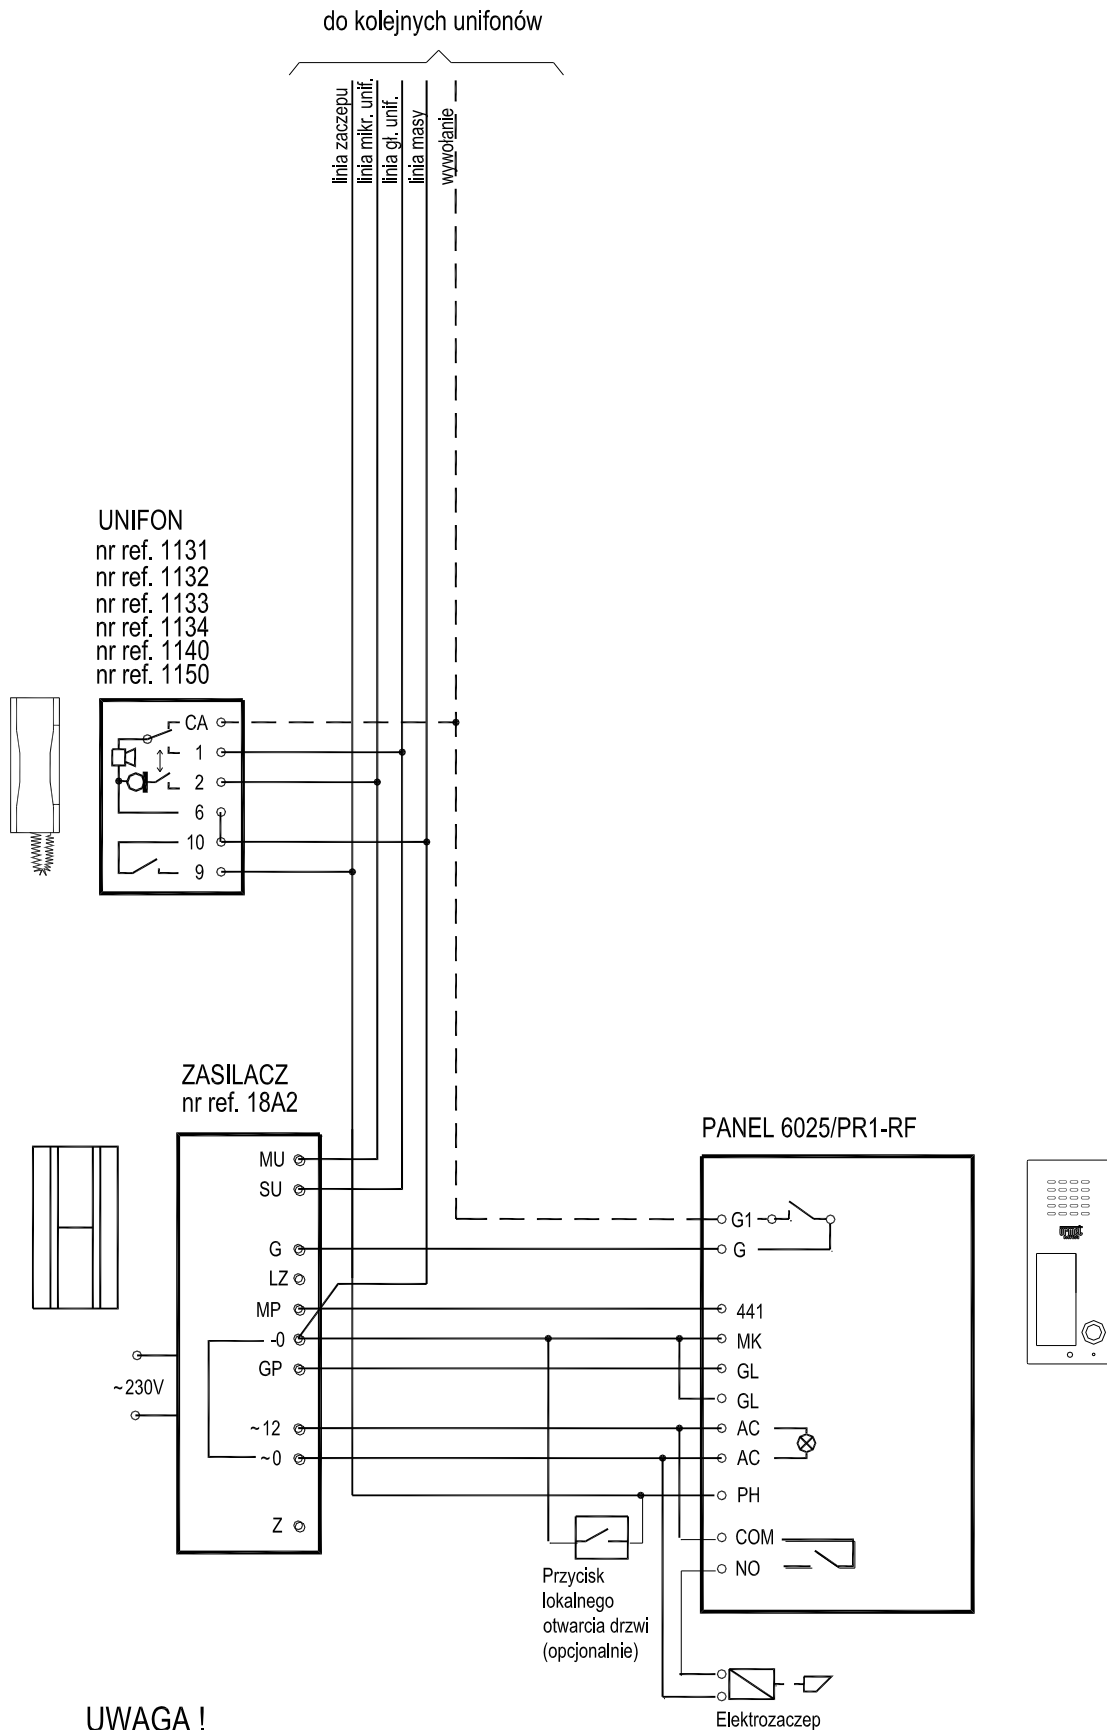 do kolejnych unifonów
linia zaczepu
linia mikr. unif.
linia gł. unif.
linia masy
wywołanie
UNIFON
nr ref. 1131
nr ref. 1132
nr ref. 1133
nr ref. 1134
nr ref. 1140
nr ref. 1150
CA
1
2
6
10
9
ZASILACZ
nr ref. 18A2
MU
SU
G
LZ
MP
-0
GP
~12
~0
Z
~230V
PANEL 6025/PR1-RF
G1
G
441
MK
GL
GL
AC
AC
PH
COM
NO
urmet
Przycisk
lokalnego
otwarcia drzwi
(opcjonalnie)
Elektrozaczep
UWAGA !